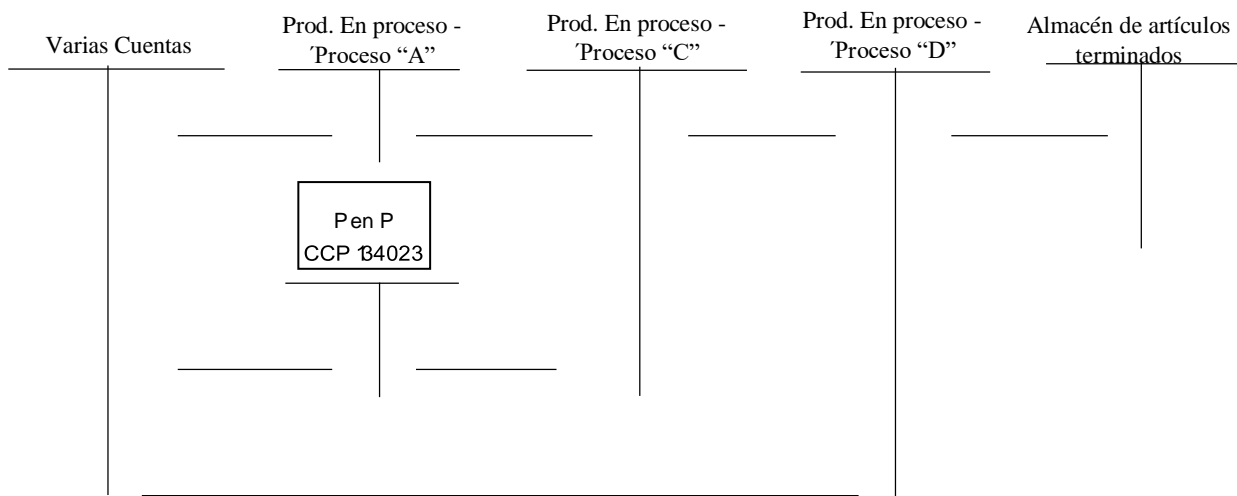 Varias Cuentas
Prod. En proceso -
Proceso “A”
Prod. En proceso -
Proceso “C”
Prod. En proceso -
Proceso “D”
Almacén de artículos
terminados
P en P
CCP 134023